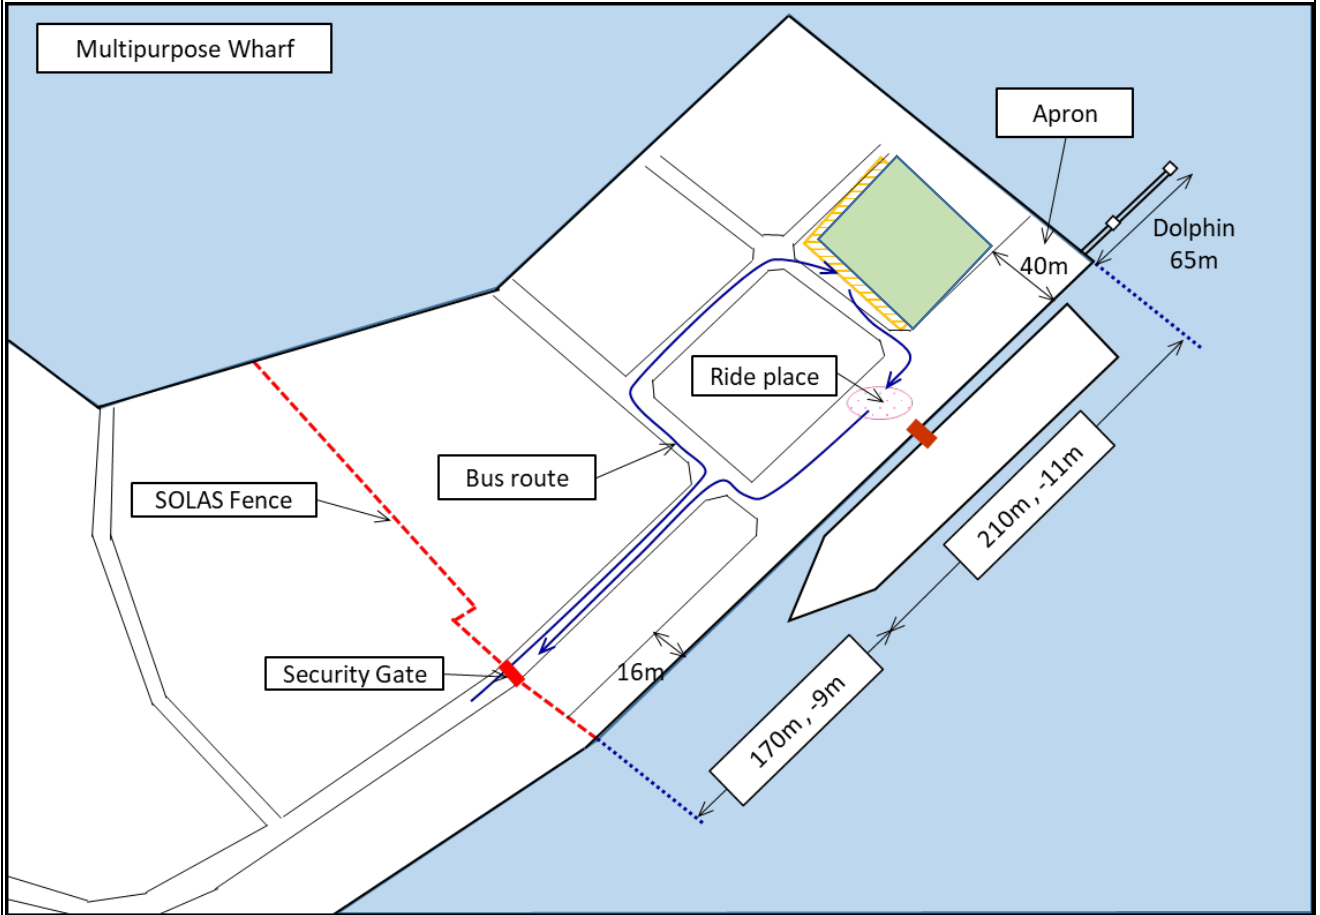 Multipurpose Wharf
Apron
Dolphin
65m
40m
Ride place
Bus route
SOLAS Fence
210m , -11m
Security Gate
16m
170m , -9m